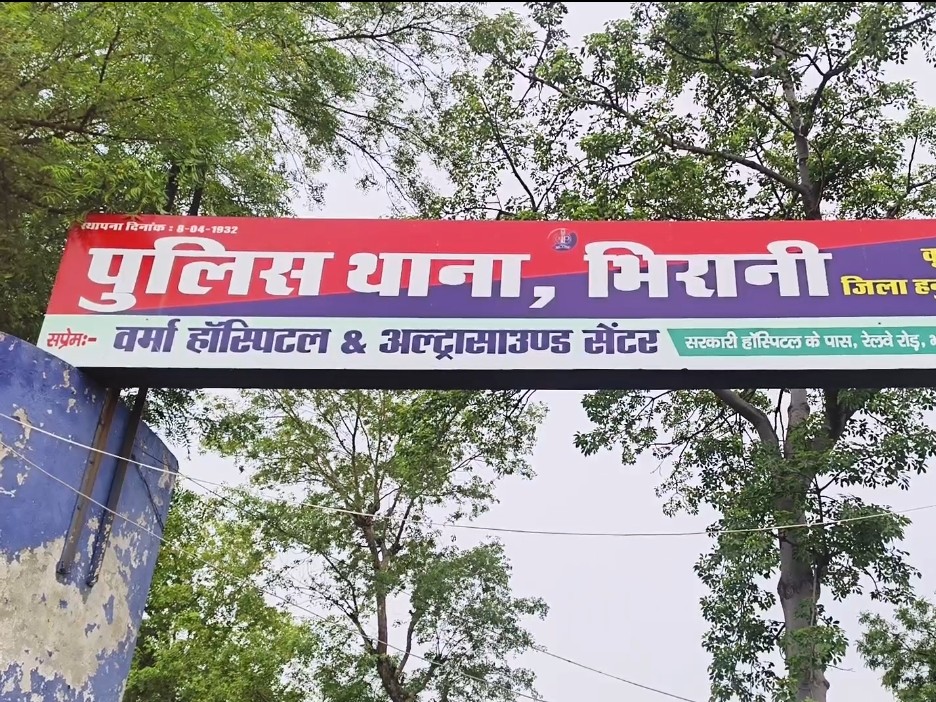 स्थापना दिनांक : 8-04-1932
पुलिस थाना, भिरानी
जिला
सप्रेमः- वर्मा हॉस्पिटल & अल्ट्रासाउण्ड सेंटर
सरकारी हॉस्पिटल के पास, रेलवे रोड़,